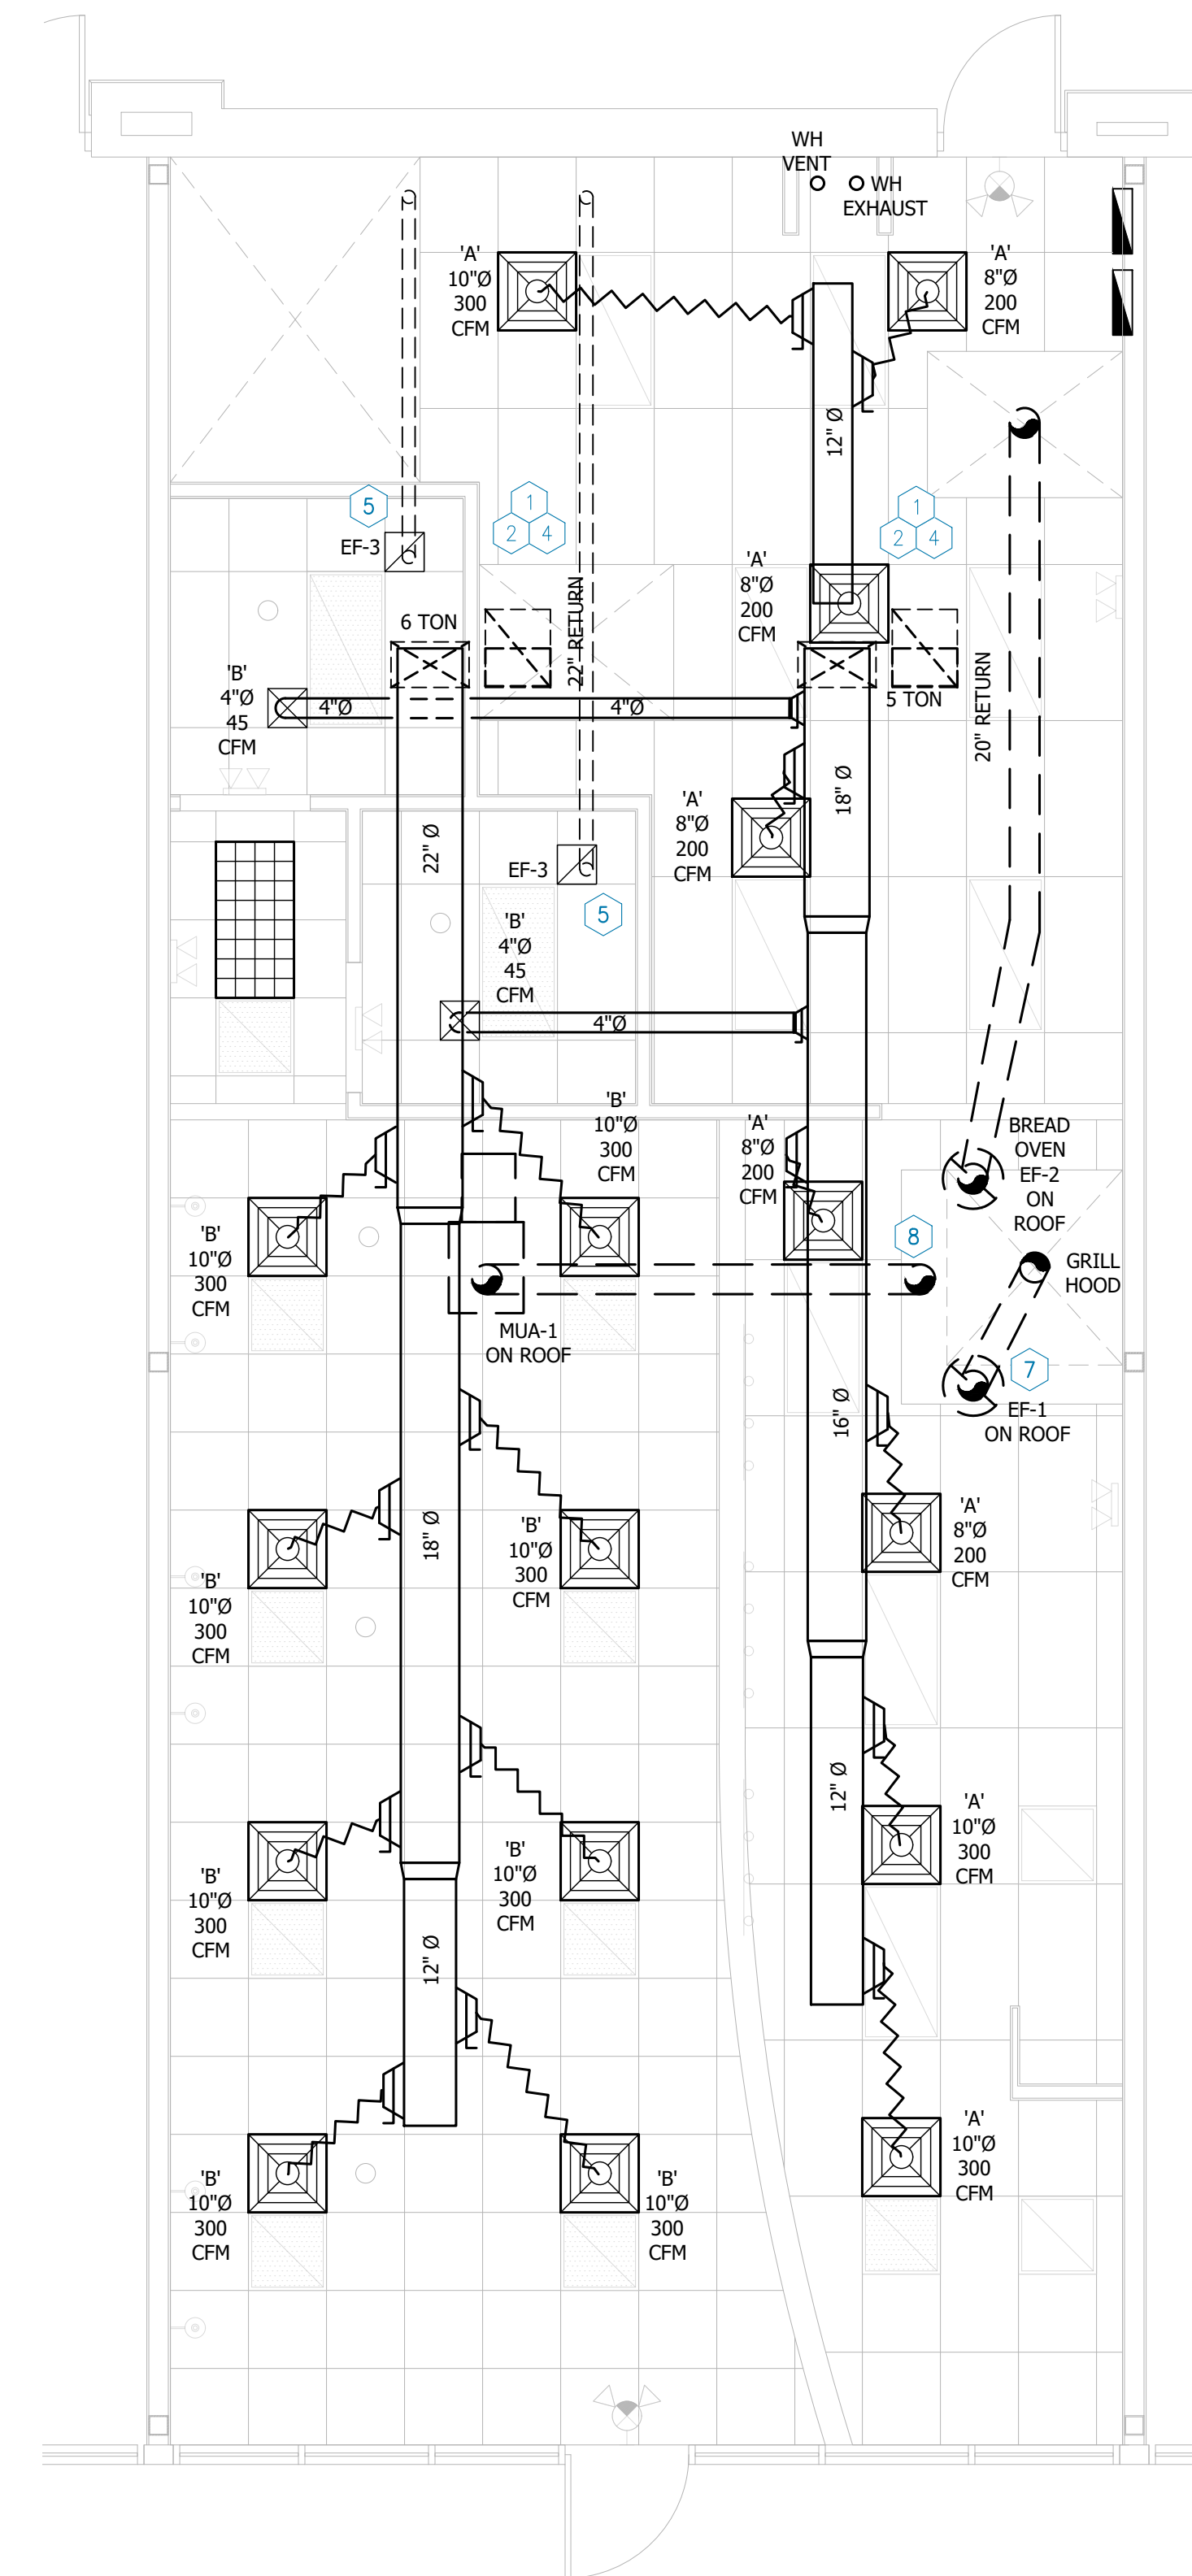 WH
VENT
WH
EXHAUST
'A'
10"Ø
300
CFM
'A'
8"Ø
200
CFM
12" Ø
5
1
2
4
1
2
4
EF-3
'A'
8"Ø
200
CFM
6 TON
22" RETURN
5 TON
20" RETURN
'B'
4"Ø
45
CFM
4"Ø
4"Ø
18" Ø
'A'
8"Ø
200
CFM
22" Ø
EF-3
5
'B'
4"Ø
45
CFM
4"Ø
'B'
10"Ø
300
CFM
'A'
8"Ø
200
CFM
BREAD
OVEN
EF-2
ON
ROOF
'B'
10"Ø
300
CFM
8
GRILL
HOOD
MUA-1
ON ROOF
7
EF-1
ON ROOF
16" Ø
18" Ø
'B'
10"Ø
300
CFM
'A'
8"Ø
200
CFM
'B'
10"Ø
300
CFM
12" Ø
'A'
10"Ø
300
CFM
'B'
10"Ø
300
CFM
'B'
10"Ø
300
CFM
12" Ø
'A'
10"Ø
300
CFM
'B'
10"Ø
300
CFM
'B'
10"Ø
300
CFM